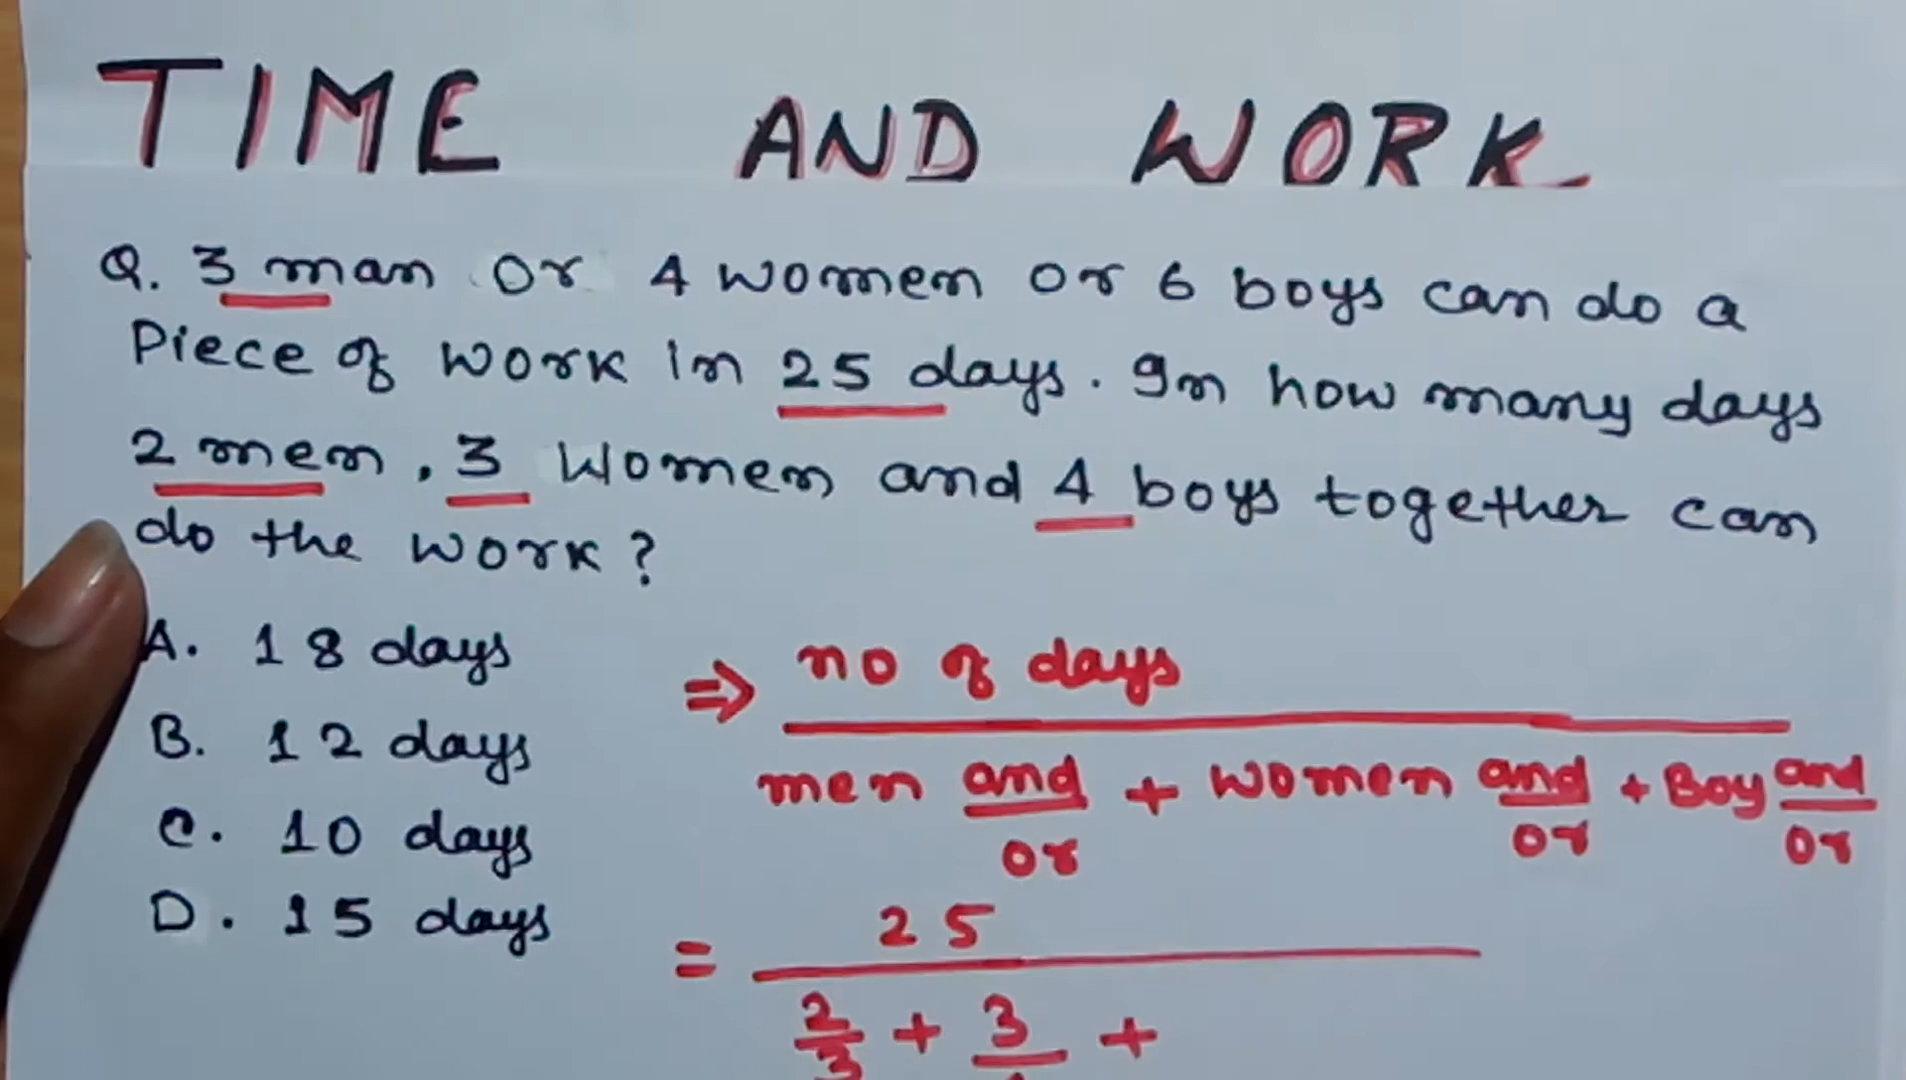 TIME AND WORK
Q. 3 man or 4 women or 6 boys can do a
Piece of work in 25 days. In how many days
2 men, 3 women and 4 boys together can
do the work?
A. 18 days
B. 12 days
C. 10 days
D. 15 days
⇒ no of days
men and + women and + Boy and
or or or
= 25
2 + 3 +
3